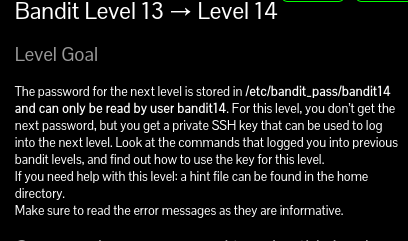 Bandit Level 13 → Level 14
Level Goal
The password for the next level is stored in /etc/bandit_pass/bandit14
and can only be read by user bandit14. For this level, you don't get the
next password, but you get a private SSH key that can be used to log
into the next level. Look at the commands that logged you into previous
bandit levels, and find out how to use the key for this level.
If you need help with this level: a hint file can be found in the home
directory.
Make sure to read the error messages as they are informative.